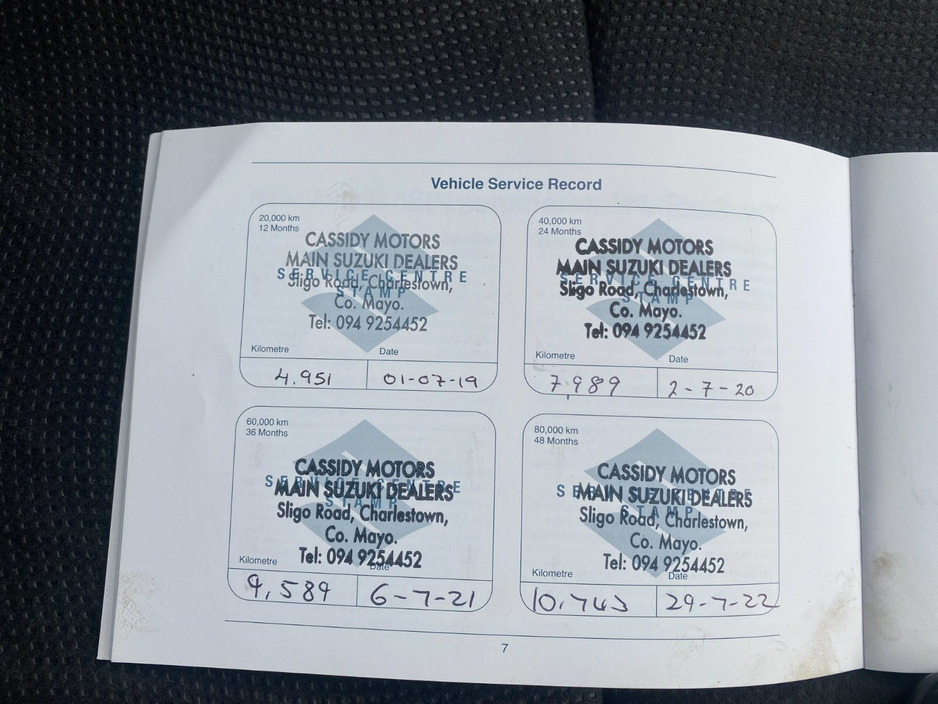 Vehicle Service Record
20,000 km
12 Months
CASSIDY MOTORS
MAIN SUZUKI DEALERS
SERVICE CENTRE
Sligo Road, Charlestown,
STAMP
Co. Mayo.
Tel: 094 9254452
Kilometre Date
4.951 01-07-19
40,000 km
24 Months
CASSIDY MOTORS
MAIN SUZUKI DEALERS
SERVICE CENTRE
Sligo Road, Charlestown,
STAMP
Co. Mayo.
Tel: 094 9254452
Kilometre Date
7,989 2-7-20
60,000 km
36 Months
CASSIDY MOTORS
SERVICE CENTRE
MAIN SUZUKI DEALERS
STAMP
Sligo Road, Charlestown,
Co. Mayo.
Tel: 094 9254452
Kilometre Date
9,589 6-7-21
80,000 km
48 Months
CASSIDY MOTORS
SERVICE CENTRE
MAIN SUZUKI DEALERS
STAMP
Sligo Road, Charlestown,
Co. Mayo.
Tel: 094 9254452
Kilometre Date
10,743 29-7-22
7